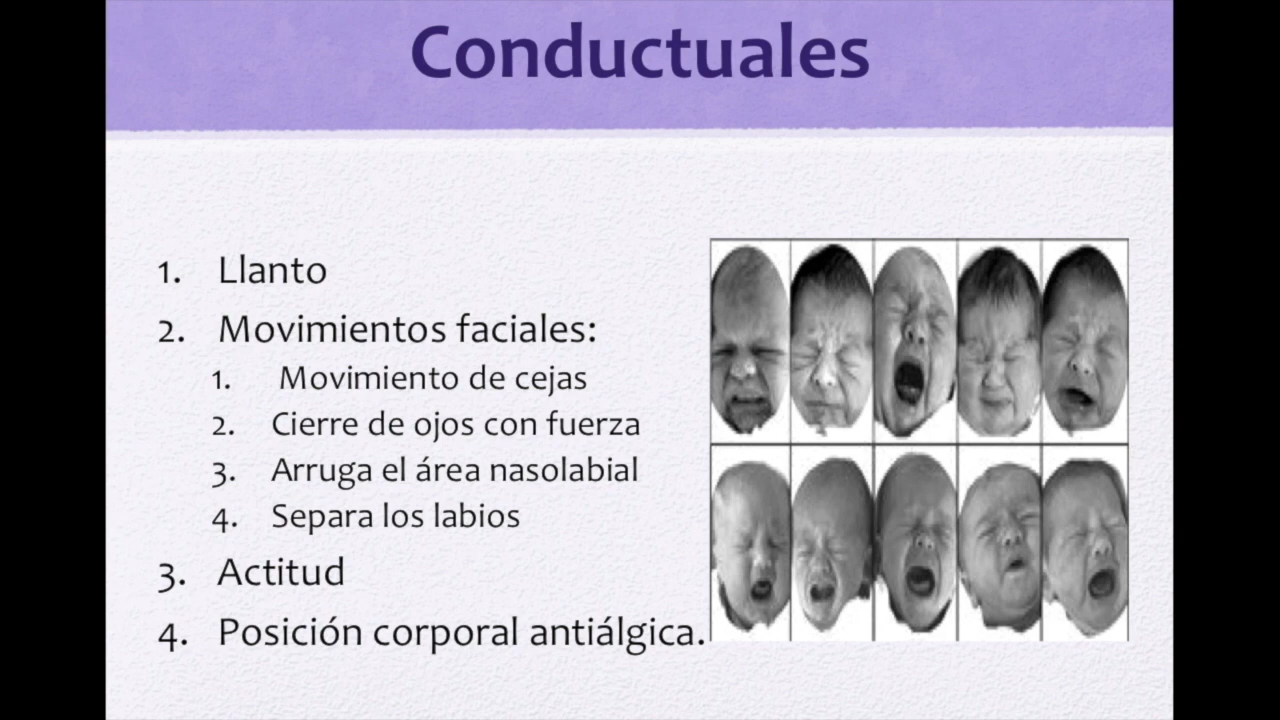 Conductuales
1. Llanto
2. Movimientos faciales:
1. Movimiento de cejas
2. Cierre de ojos con fuerza
3. Arruga el área nasolabial
4. Separa los labios
3. Actitud
4. Posición corporal antiálgica.